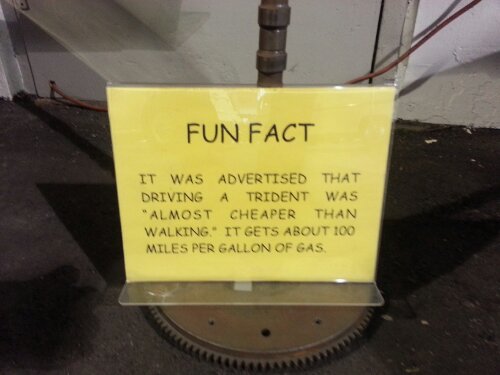 FUN FACT
IT WAS ADVERTISED THAT
DRIVING A TRIDENT WAS
"ALMOST CHEAPER THAN
WALKING." IT GETS ABOUT 100
MILES PER GALLON OF GAS.